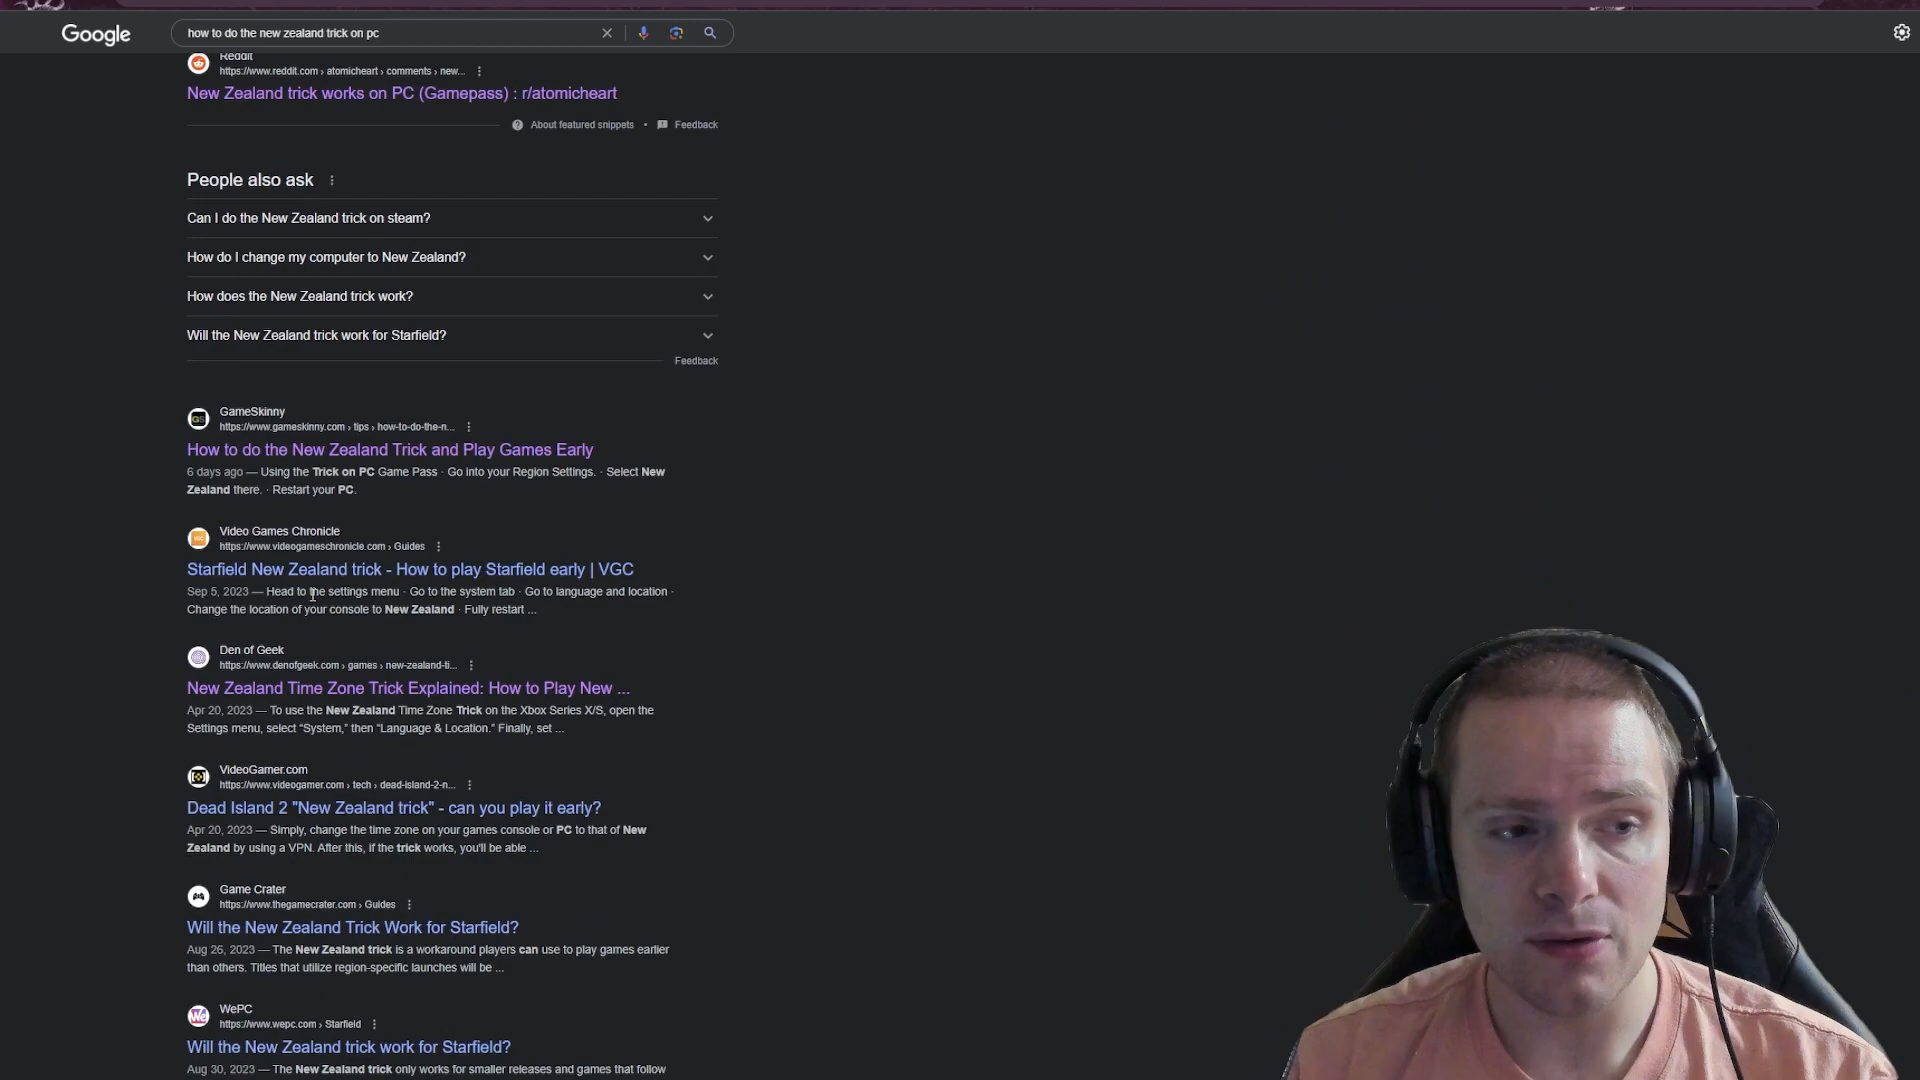 Google
how to do the new zealand trick on pc
Reddit
https://www.reddit.com › atomicheart › comments › new...
New Zealand trick works on PC (Gamepass) : r/atomicheart
About featured snippets • Feedback
People also ask
Can I do the New Zealand trick on steam?
How do I change my computer to New Zealand?
How does the New Zealand trick work?
Will the New Zealand trick work for Starfield?
Feedback
GameSkinny
https://www.gameskinny.com › tips › how-to-do-the-n...
How to do the New Zealand Trick and Play Games Early
6 days ago — Using the Trick on PC Game Pass · Go into your Region Settings. · Select New
Zealand there. · Restart your PC.
Video Games Chronicle
https://www.videogameschronicle.com › Guides
Starfield New Zealand trick - How to play Starfield early | VGC
Sep 5, 2023 — Head to the settings menu · Go to the system tab · Go to language and location ·
Change the location of your console to New Zealand · Fully restart ...
Den of Geek
https://www.denofgeek.com › games › new-zealand-ti...
New Zealand Time Zone Trick Explained: How to Play New ...
Apr 20, 2023 — To use the New Zealand Time Zone Trick on the Xbox Series X/S, open the
Settings menu, select “System,” then “Language & Location.” Finally, set ...
VideoGamer.com
https://www.videogamer.com › tech › dead-island-2-n...
Dead Island 2 "New Zealand trick" - can you play it early?
Apr 20, 2023 — Simply, change the time zone on your games console or PC to that of New
Zealand by using a VPN. After this, if the trick works, you'll be able ...
Game Crater
https://www.thegamecrater.com › Guides
Will the New Zealand Trick Work for Starfield?
Aug 26, 2023 — The New Zealand trick is a workaround players can use to play games earlier
than others. Titles that utilize region-specific launches will be ...
WePC
https://www.wepc.com › Starfield
Will the New Zealand trick work for Starfield?
Aug 30, 2023 — The New Zealand trick only works for smaller releases and games that follow